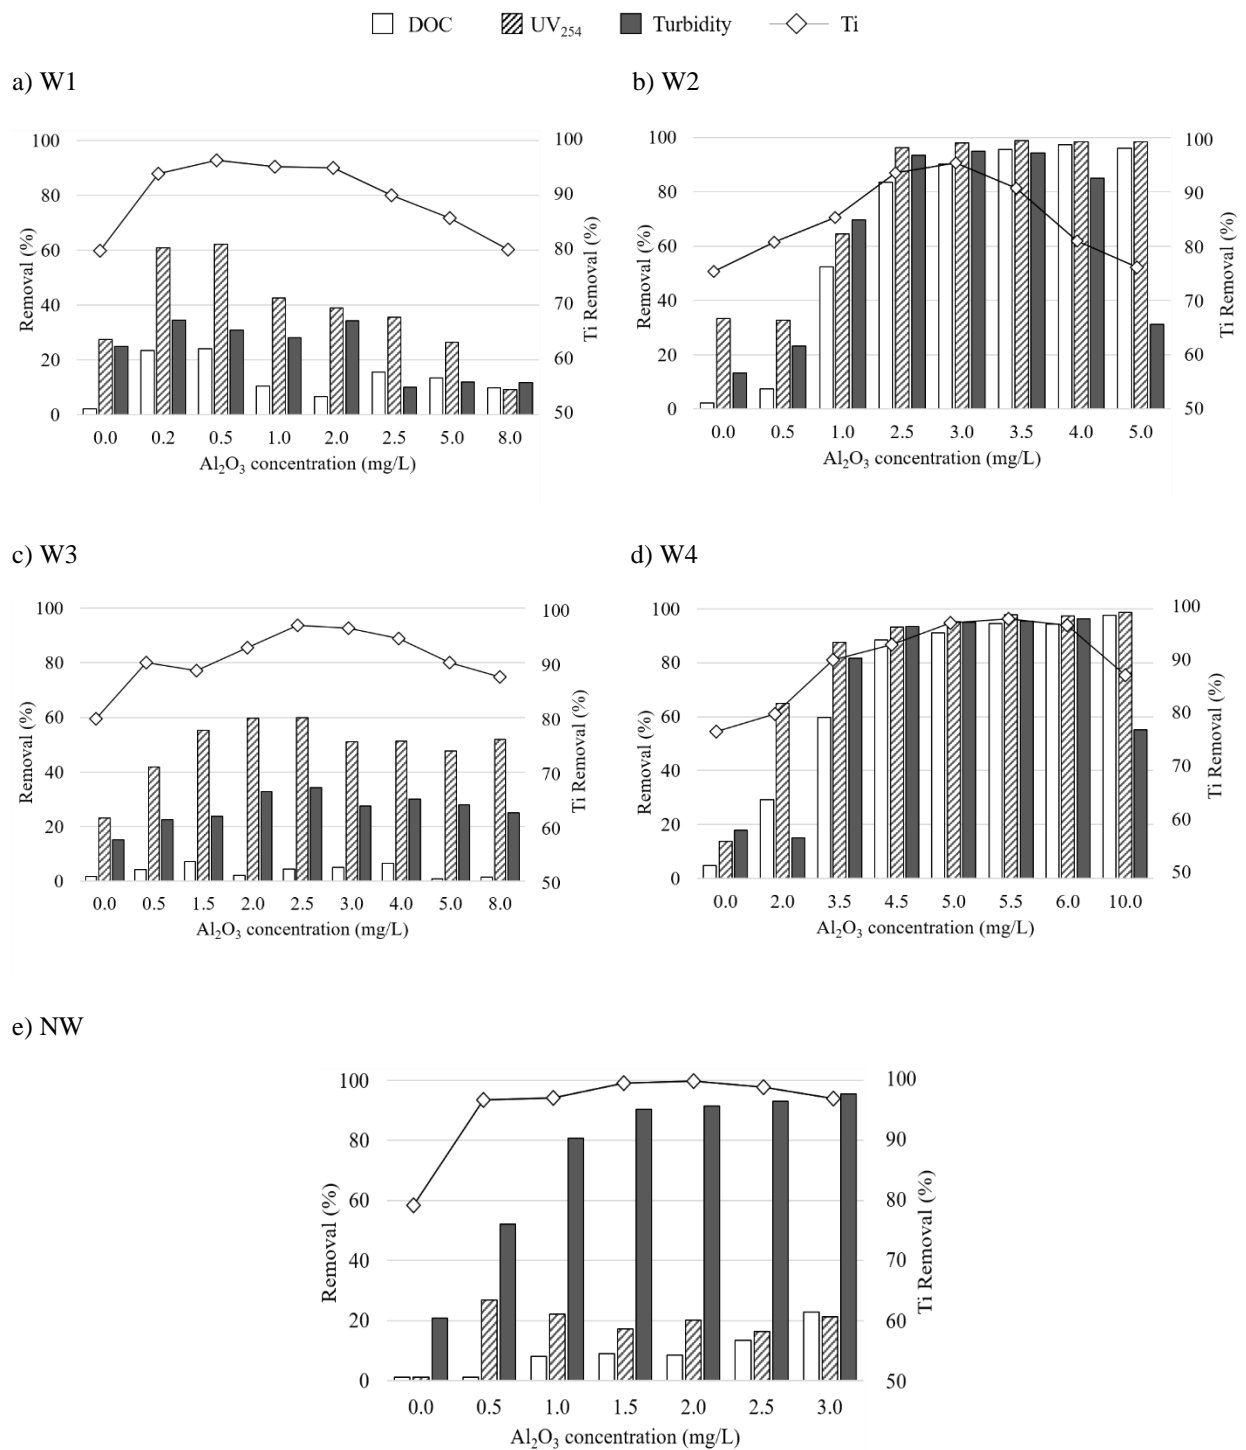 DOC UV254 Turbidity Ti
a) W1
100
80
60
40
20
0
Removal (%)
100
90
80
70
60
50
Ti Removal (%)
0.0 0.2 0.5 1.0 2.0 2.5 5.0 8.0
Al2O3 concentration (mg/L)
b) W2
100
80
60
40
20
0
Removal (%)
100
90
80
70
60
50
Ti Removal (%)
0.0 0.5 1.0 2.5 3.0 3.5 4.0 5.0
Al2O3 concentration (mg/L)
c) W3
100
80
60
40
20
0
Removal (%)
100
90
80
70
60
50
Ti Removal (%)
0.0 0.5 1.5 2.0 2.5 3.0 4.0 5.0 8.0
Al2O3 concentration (mg/L)
d) W4
100
80
60
40
20
0
Removal (%)
100
90
80
70
60
50
Ti Removal (%)
0.0 2.0 3.5 4.5 5.0 5.5 6.0 10.0
Al2O3 concentration (mg/L)
e) NW
100
80
60
40
20
0
Removal (%)
100
90
80
70
60
50
Ti Removal (%)
0.0 0.5 1.0 1.5 2.0 2.5 3.0
Al2O3 concentration (mg/L)